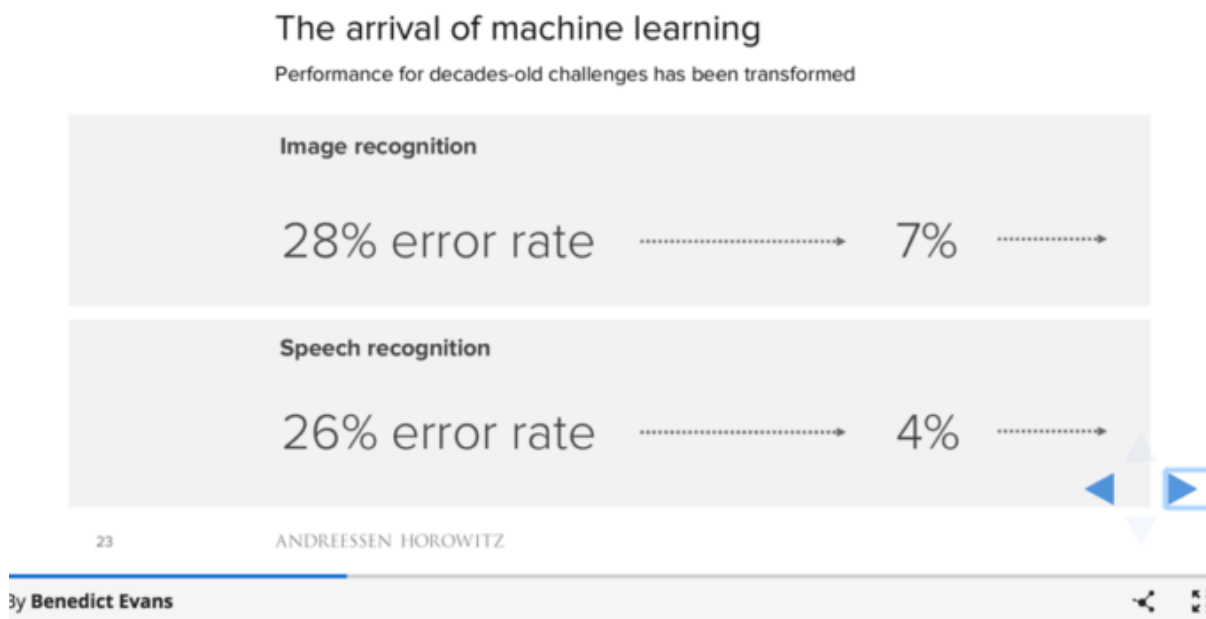 The arrival of machine learning
Performance for decades-old challenges has been transformed
Image recognition
28% error rate 7%
Speech recognition
26% error rate 4%
23 ANDREESSEN HOROWITZ
By Benedict Evans